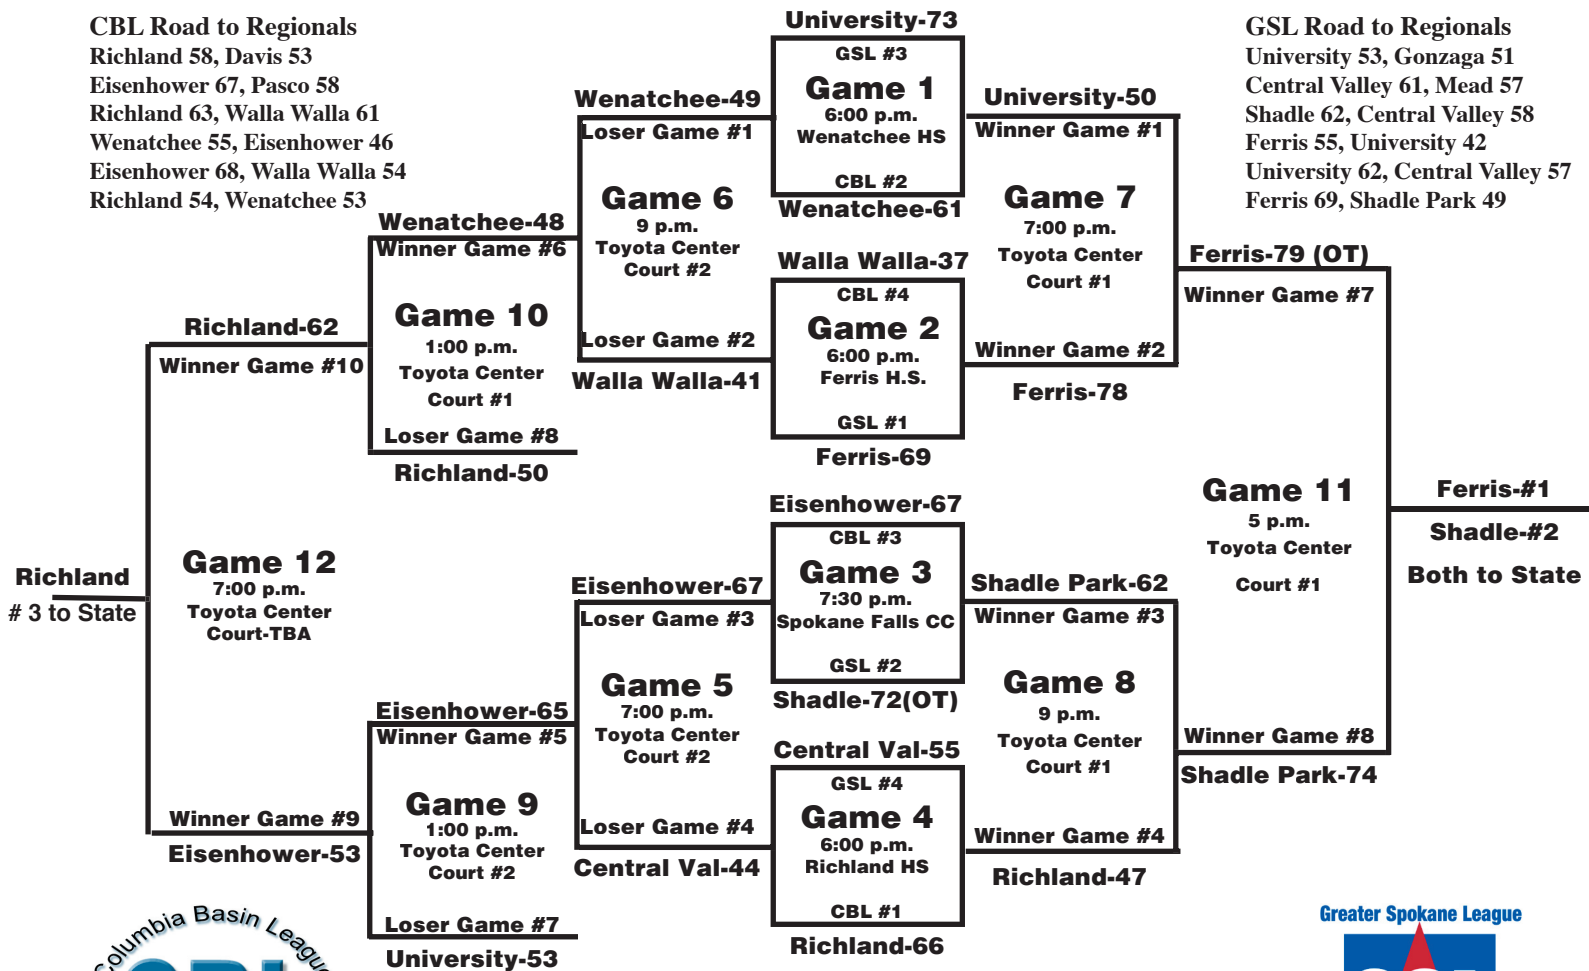 CBL Road to Regionals
Richland 58, Davis 53
Eisenhower 67, Pasco 58
Richland 63, Walla Walla 61
Wenatchee 55, Eisenhower 46
Eisenhower 68, Walla Walla 54
Richland 54, Wenatchee 53
GSL Road to Regionals
University 53, Gonzaga 51
Central Valley 61, Mead 57
Shadle 62, Central Valley 58
Ferris 55, University 42
University 62, Central Valley 57
Ferris 69, Shadle Park 49
University-73
GSL #3
Game 1
6:00 p.m.
Wenatchee HS
CBL #2
Wenatchee-61
Walla Walla-37
CBL #4
Game 2
6:00 p.m.
Ferris H.S.
GSL #1
Ferris-69
Eisenhower-67
CBL #3
Game 3
7:30 p.m.
Spokane Falls CC
GSL #2
Shadle-72(OT)
Central Val-55
GSL #4
Game 4
6:00 p.m.
Richland HS
CBL #1
Richland-66
Wenatchee-49
Loser Game #1
Game 6
9 p.m.
Toyota Center
Court #2
Loser Game #2
Walla Walla-41
Eisenhower-67
Loser Game #3
Game 5
7:00 p.m.
Toyota Center
Court #2
Loser Game #4
Central Val-44
University-50
Winner Game #1
Game 7
7:00 p.m.
Toyota Center
Court #1
Winner Game #2
Ferris-78
Shadle Park-62
Winner Game #3
Game 8
9 p.m.
Toyota Center
Court #1
Winner Game #4
Richland-47
Wenatchee-48
Winner Game #6
Game 10
1:00 p.m.
Toyota Center
Court #1
Loser Game #8
Richland-50
Eisenhower-65
Winner Game #5
Game 9
1:00 p.m.
Toyota Center
Court #2
Loser Game #7
University-53
Ferris-79 (OT)
Winner Game #7
Game 11
5 p.m.
Toyota Center
Court #1
Winner Game #8
Shadle Park-74
Ferris-#1
Shadle-#2
Both to State
Richland-62
Winner Game #10
Game 12
7:00 p.m.
Toyota Center
Court-TBA
Winner Game #9
Eisenhower-53
Richland
# 3 to State
Columbia Basin League
Greater Spokane League